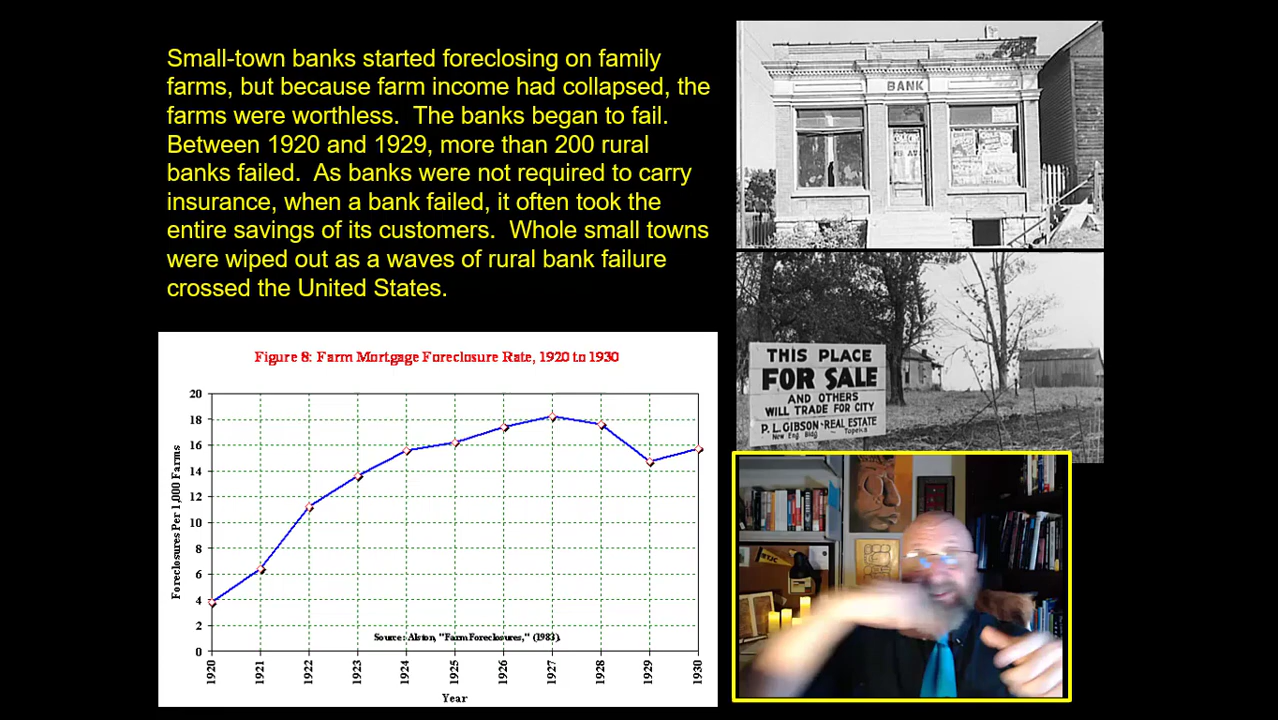 Small-town banks started foreclosing on family
farms, but because farm income had collapsed, the
farms were worthless.  The banks began to fail.
Between 1920 and 1929, more than 200 rural
banks failed.  As banks were not required to carry
insurance, when a bank failed, it often took the
entire savings of its customers.  Whole small towns
were wiped out as a waves of rural bank failure
crossed the United States.
BANK
THIS PLACE
FOR SALE
AND OTHERS
WILL TRADE FOR CITY
P. L. GIBSON-REAL ESTATE
New Eng. Bldg - Topeka
Figure 8: Farm Mortgage Foreclosure Rate, 1920 to 1930
Foreclosures Per 1,000 Farms
20
18
16
14
12
10
8
6
4
2
0
Source: Alston, "Farm Foreclosures," (1983).
1920 1921 1922 1923 1924 1925 1926 1927 1928 1929 1930
Year